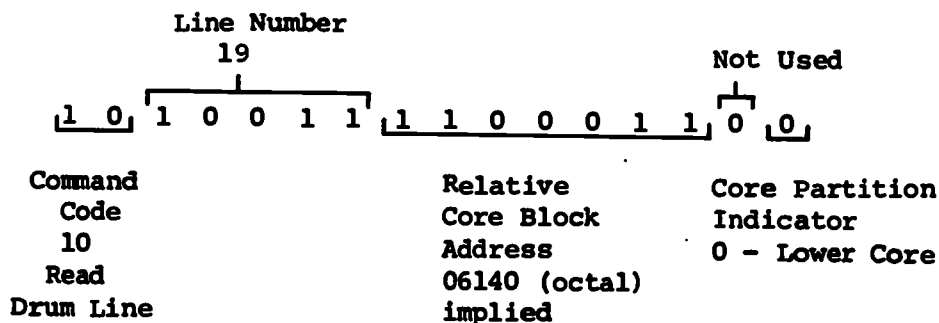 Line Number
19
Not Used
1 0 1 0 0 1 1 1 1 0 0 0 1 1 0 0
Command
Code
10
Read
Drum Line
Relative
Core Block
Address
06140 (octal)
implied
Core Partition
Indicator
0 - Lower Core